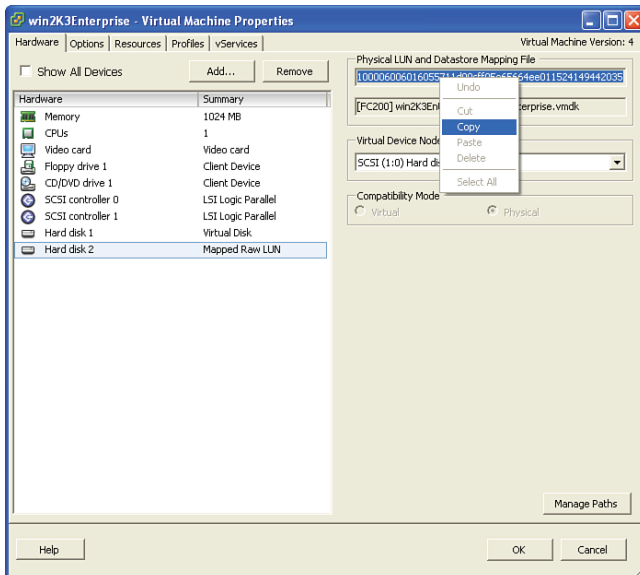 win2K3Enterprise - Virtual Machine Properties
Hardware Options Resources Profiles vServices
Virtual Machine Version: 4
Show All Devices Add... Remove
Hardware Summary
Memory 1024 MB
CPUs 1
Video card Video card
Floppy drive 1 Client Device
CD/DVD drive 1 Client Device
SCSI controller 0 LSI Logic Parallel
SCSI controller 1 LSI Logic Parallel
Hard disk 1 Virtual Disk
Hard disk 2 Mapped Raw LUN
Physical LUN and Datastore Mapping File
[FC200] erprise.vmdk
Undo
Cut
Copy
Paste
Delete
Select All
Virtual Device Node
SCSI (1:0) Hard
Compatibility Mode
Virtual Physical
Manage Paths
Help OK Cancel